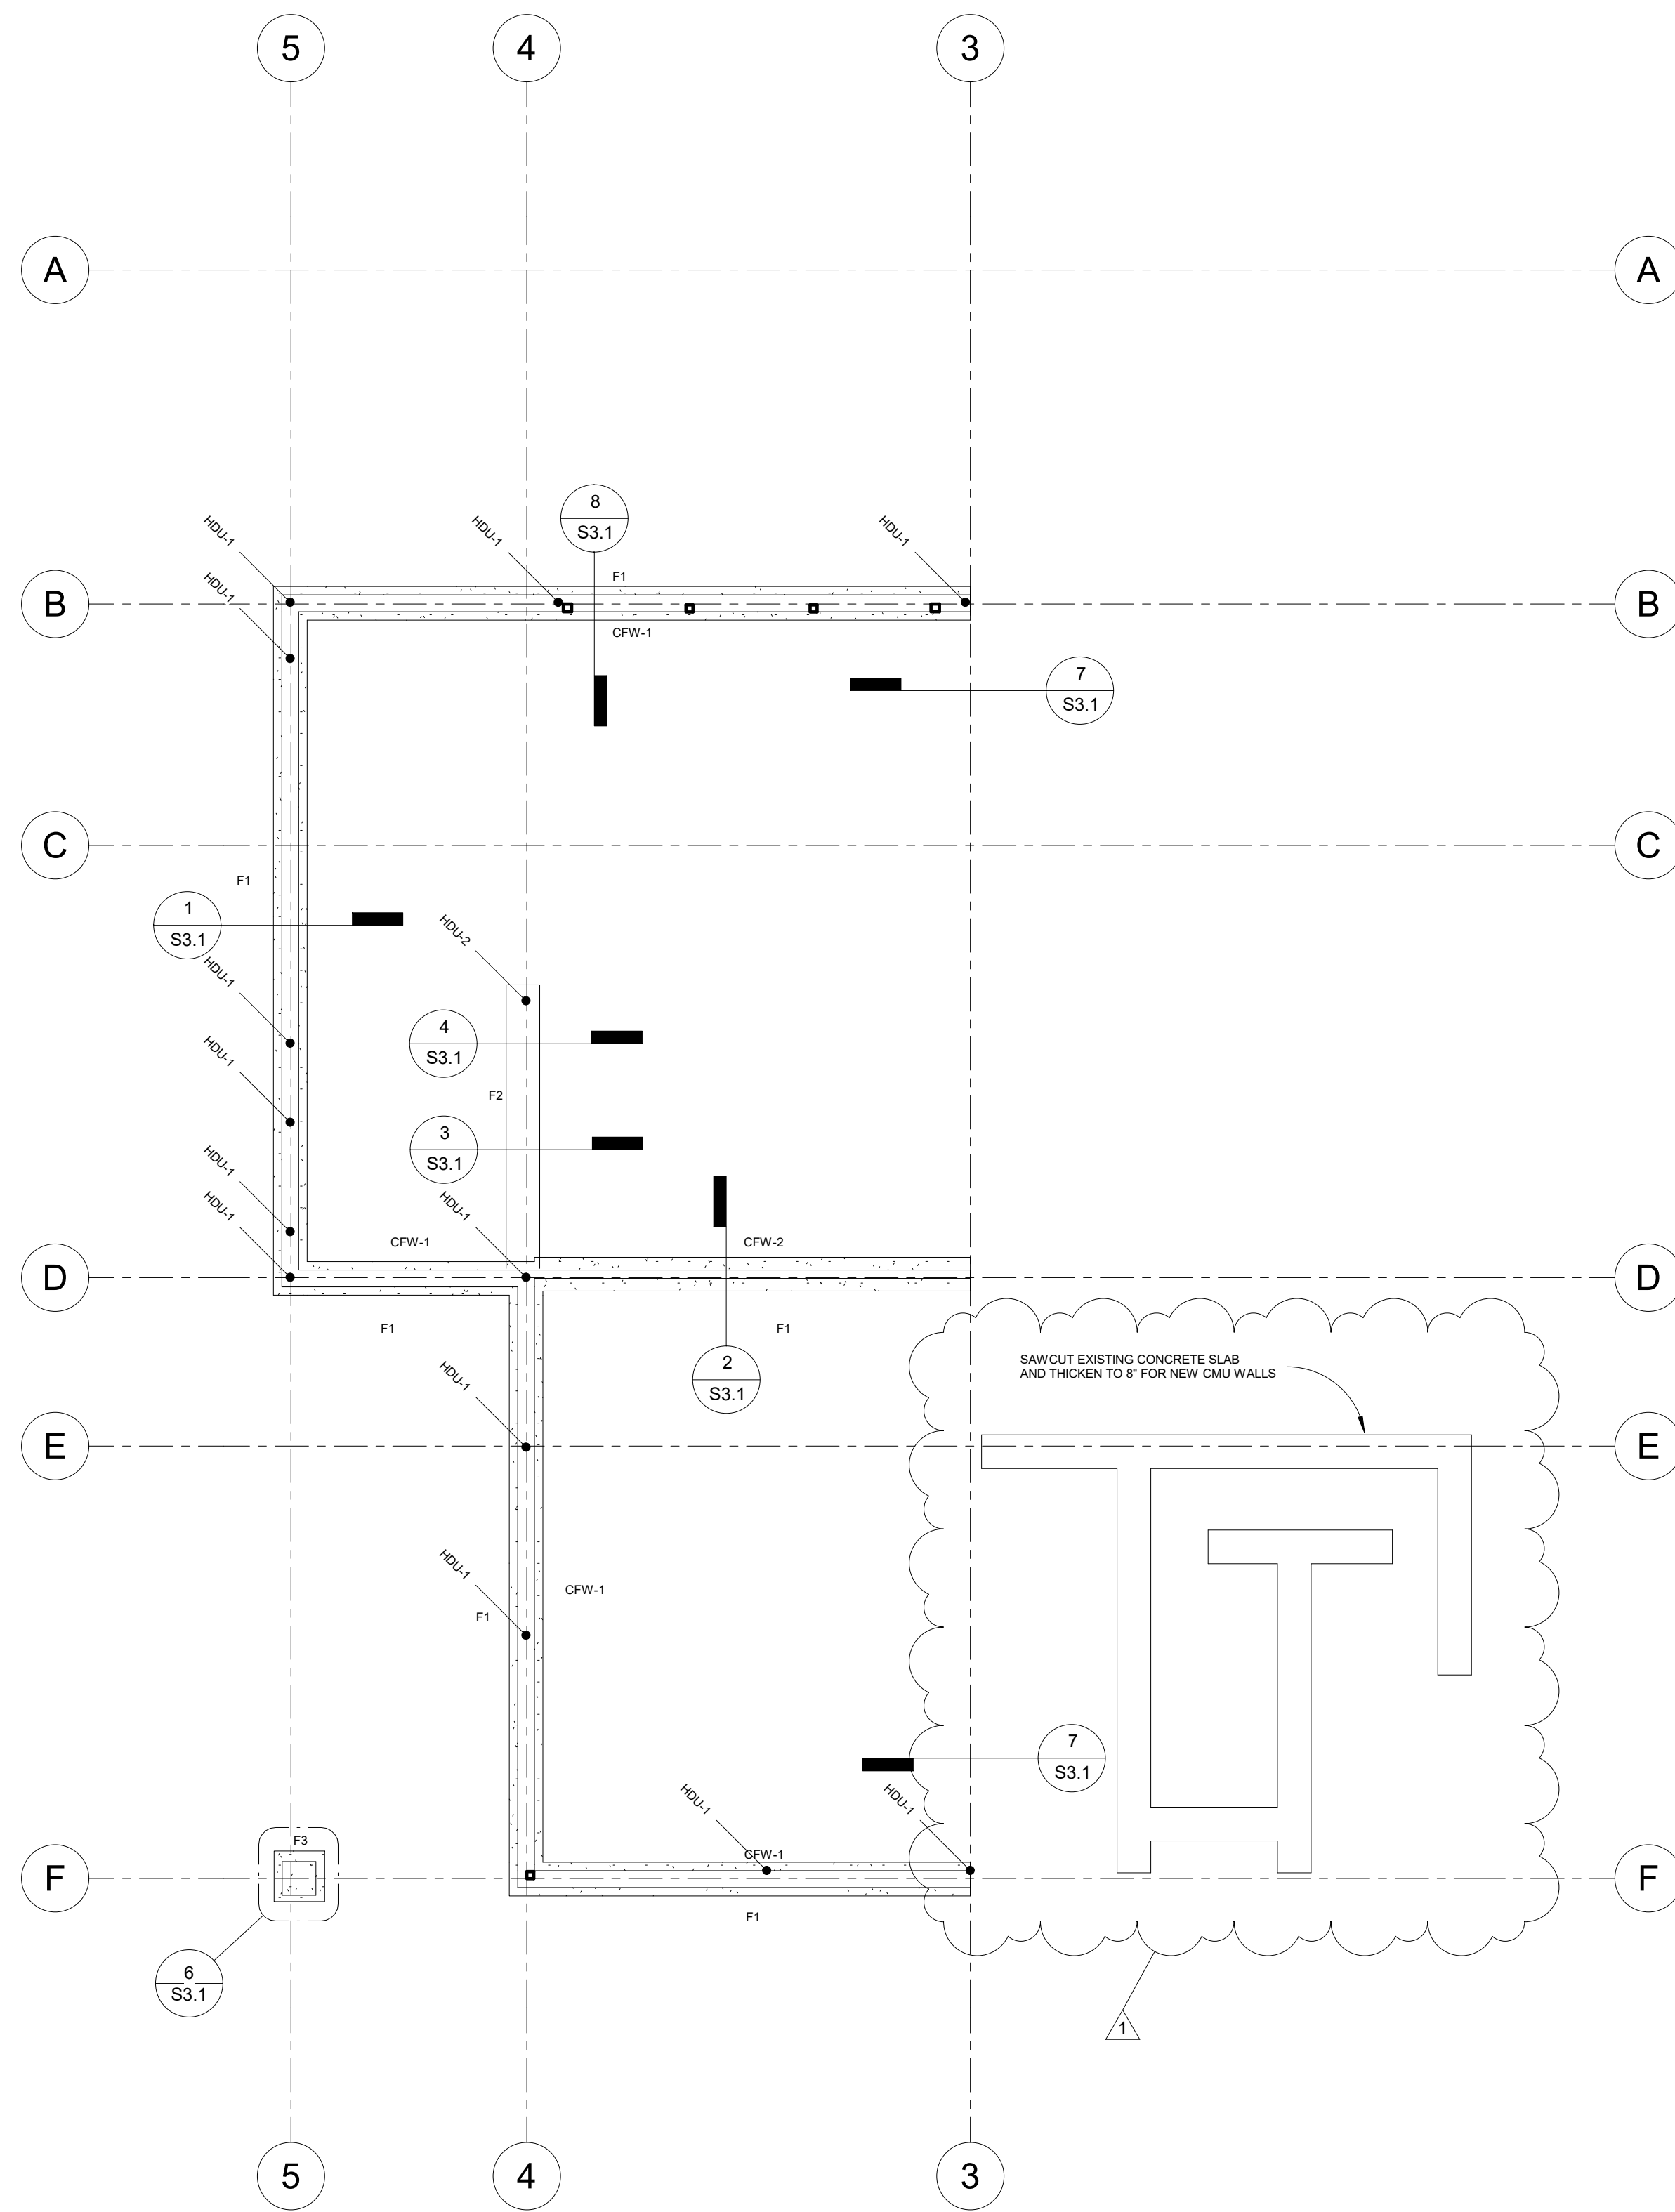 5
4
3
A
A
8
S3.1
HDU-1
HDU-1
HDU-1
F1
HDU-1
B
B
CFW-1
7
S3.1
C
C
F1
1
S3.1
HDU-2
HDU-1
4
S3.1
HDU-1
F2
3
S3.1
HDU-1
HDU-1
HDU-1
CFW-1
CFW-2
D
D
F1
F1
2
S3.1
SAWCUT EXISTING CONCRETE SLAB
AND THICKEN TO 8" FOR NEW CMU WALLS
HDU-1
E
E
HDU-1
CFW-1
F1
7
S3.1
HDU-1
HDU-1
F3
CFW-1
F
F
F1
6
S3.1
1
5
4
3